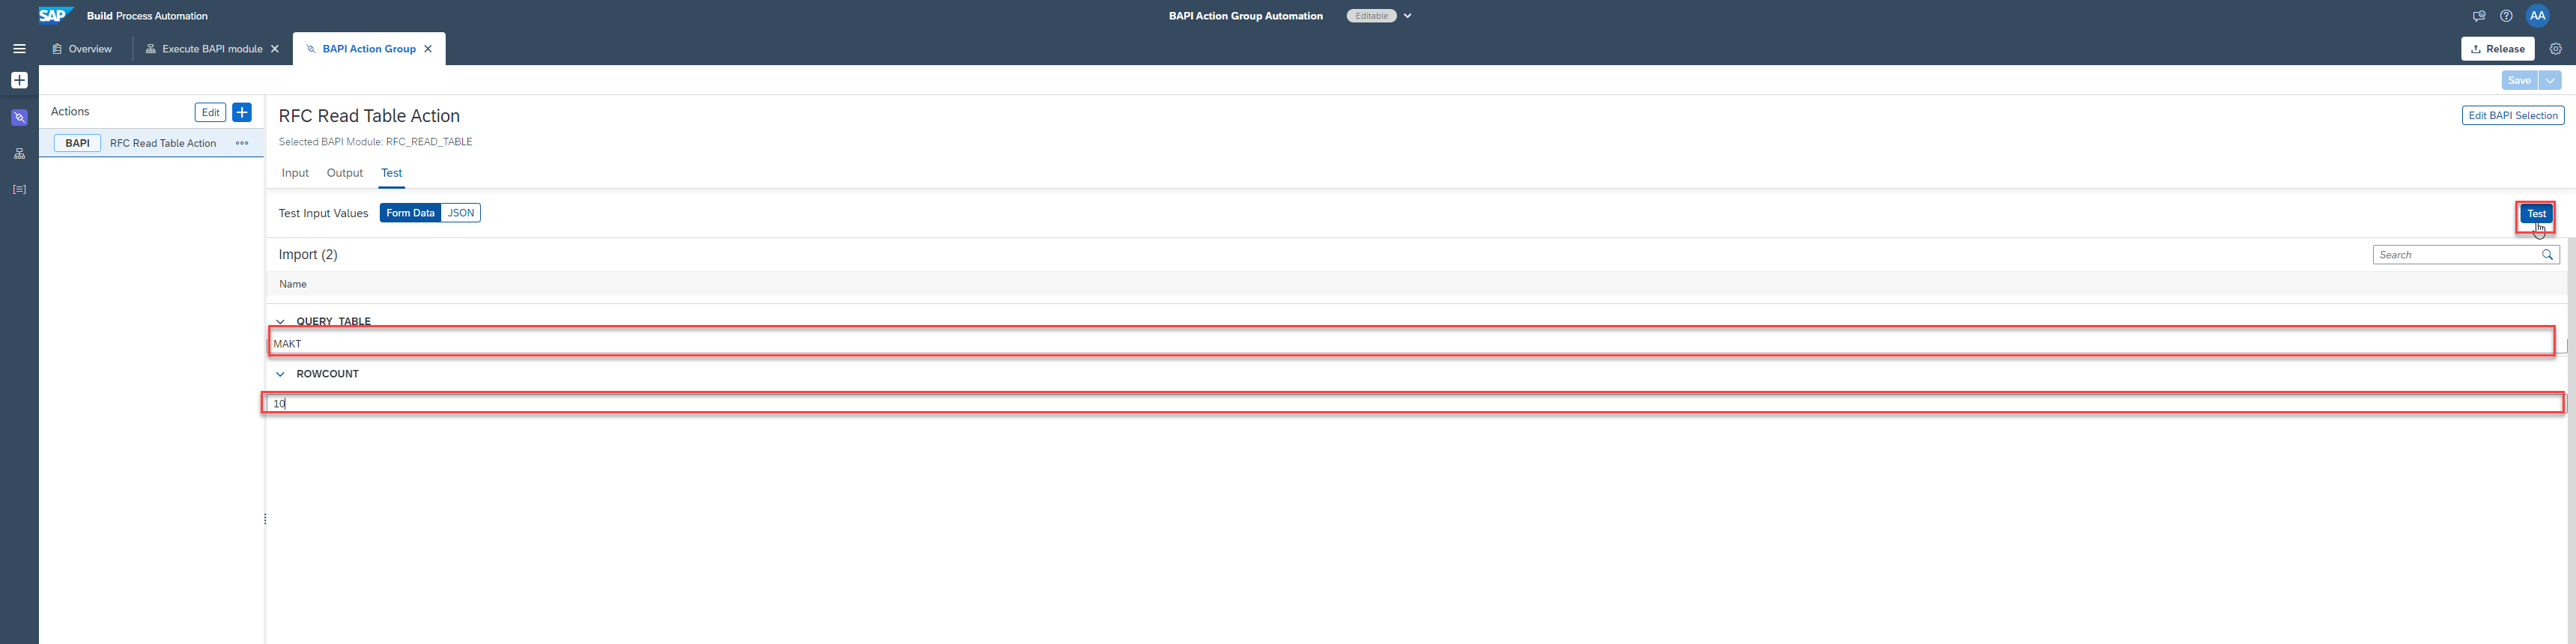 SAP Build Process Automation
BAPI Action Group Automation Editable
AA
Overview Execute BAPI module BAPI Action Group
Release
Save
Actions Edit
BAPI RFC Read Table Action
RFC Read Table Action
Edit BAPI Selection
Selected BAPI Module: RFC_READ_TABLE
Input Output Test
Test Input Values Form Data JSON
Test
Import (2)
Search
Name
QUERY_TABLE
MAKT
ROWCOUNT
10